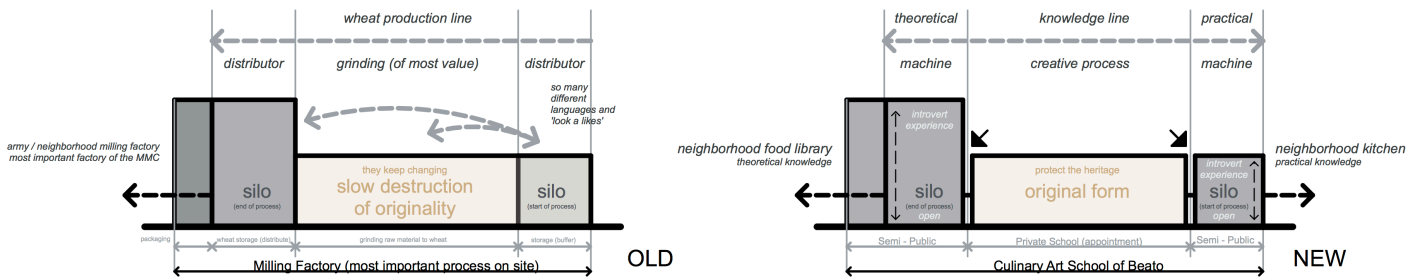 wheat production line
distributor
grinding (of most value)
distributor
so many
different
languages and
'look a likes'
army / neighborhood milling factory
most important factory of the MMC
they keep changing
slow destruction
of originality
silo
(end of process)
silo
(start of process)
packaging
wheat storage (distribute)
grinding raw material to wheat
storage (buffer)
Milling Factory (most important process on site)
OLD
theoretical
knowledge line
practical
machine
creative process
machine
introvert
experience
neighborhood food library
theoretical knowledge
protect the heritage
original form
silo
(end of process)
open
introvert
experience
silo
(start of process)
open
neighborhood kitchen
practical knowledge
Semi - Public
Private School (appointment)
Semi - Public
Culinary Art School of Beato
NEW